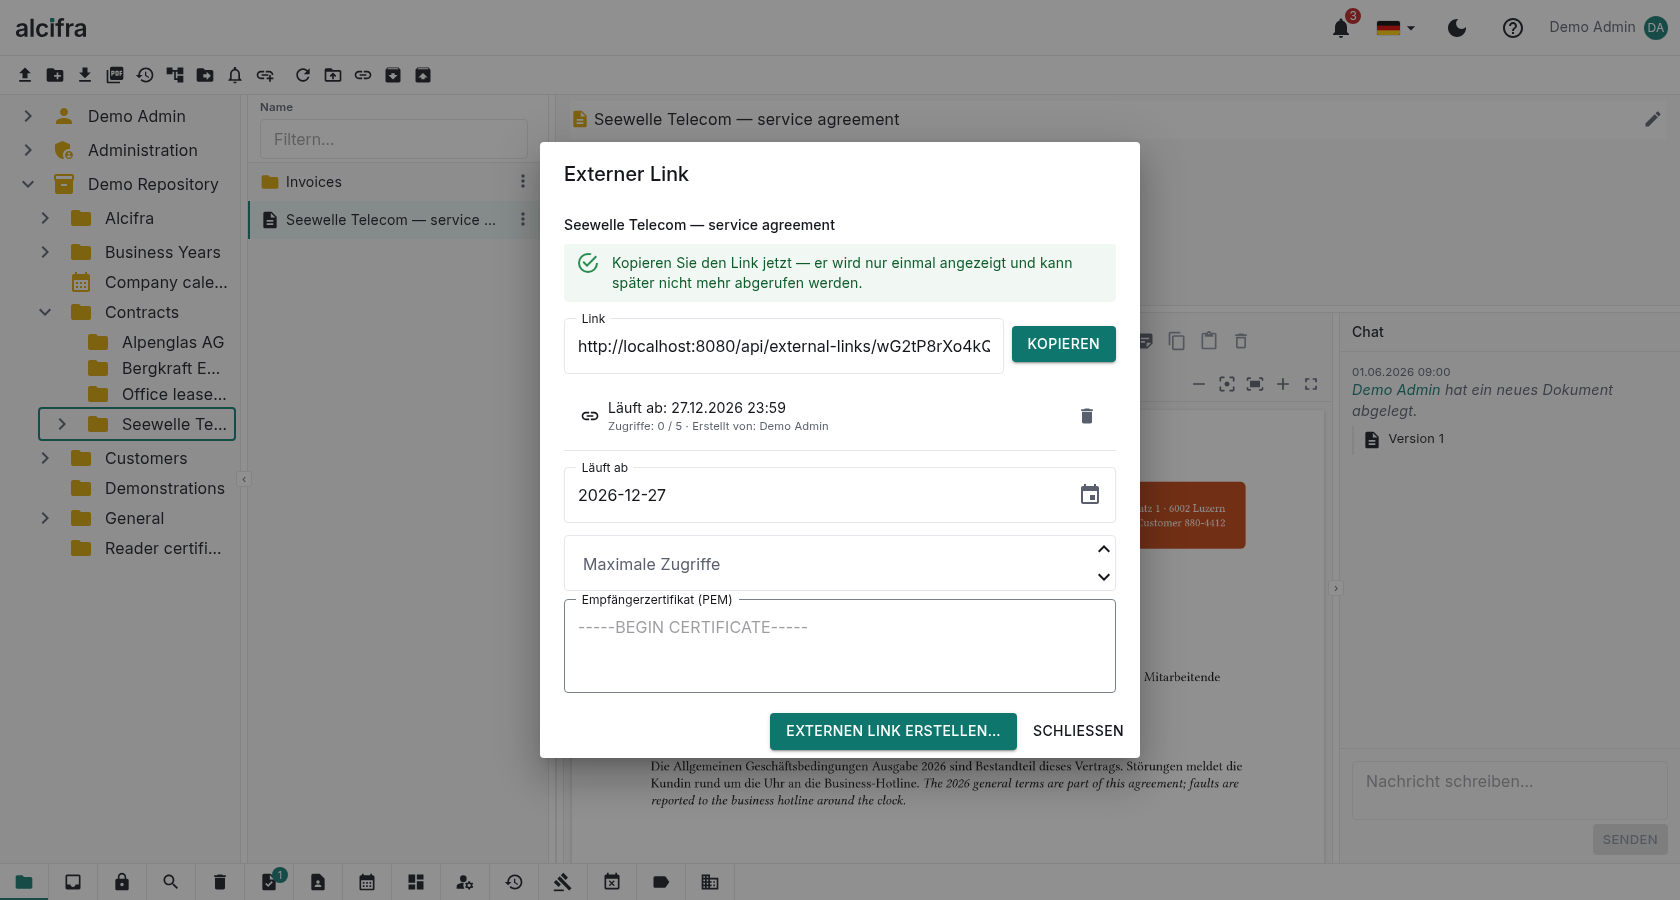 alcifra
3
Demo Admin
DA
PDF
Demo Admin
Administration
Demo Repository
Alcifra
Business Years
Company cale...
Contracts
Alpenglas AG
Bergkraft E...
Office lease...
Seewelle Te...
Customers
Demonstrations
General
Reader certifi...
Name
Filtern...
Invoices
Seewelle Telecom — service ...
Seewelle Telecom — service agreement
Externer Link
Seewelle Telecom — service agreement
Kopieren Sie den Link jetzt — er wird nur einmal angezeigt und kann
später nicht mehr abgerufen werden.
Link
http://localhost:8080/api/external-links/wG2tP8rXo4kQ
KOPIEREN
Läuft ab: 27.12.2026 23:59
Zugriffe: 0 / 5 · Erstellt von: Demo Admin
Läuft ab
2026-12-27
Maximale Zugriffe
Empfängerzertifikat (PEM)
-----BEGIN CERTIFICATE-----
EXTERNEN LINK ERSTELLEN...
SCHLIESSEN
1 · 6002 Luzern
Customer 880-4412
Mitarbeitende
Die Allgemeinen Geschäftsbedingungen Ausgabe 2026 sind Bestandteil dieses Vertrags. Störungen meldet die
Kundin rund um die Uhr an die Business-Hotline. The 2026 general terms are part of this agreement; faults are
reported to the business hotline around the clock.
Chat
01.06.2026 09:00
Demo Admin hat ein neues Dokument
abgelegt.
Version 1
Nachricht schreiben...
SENDEN
1